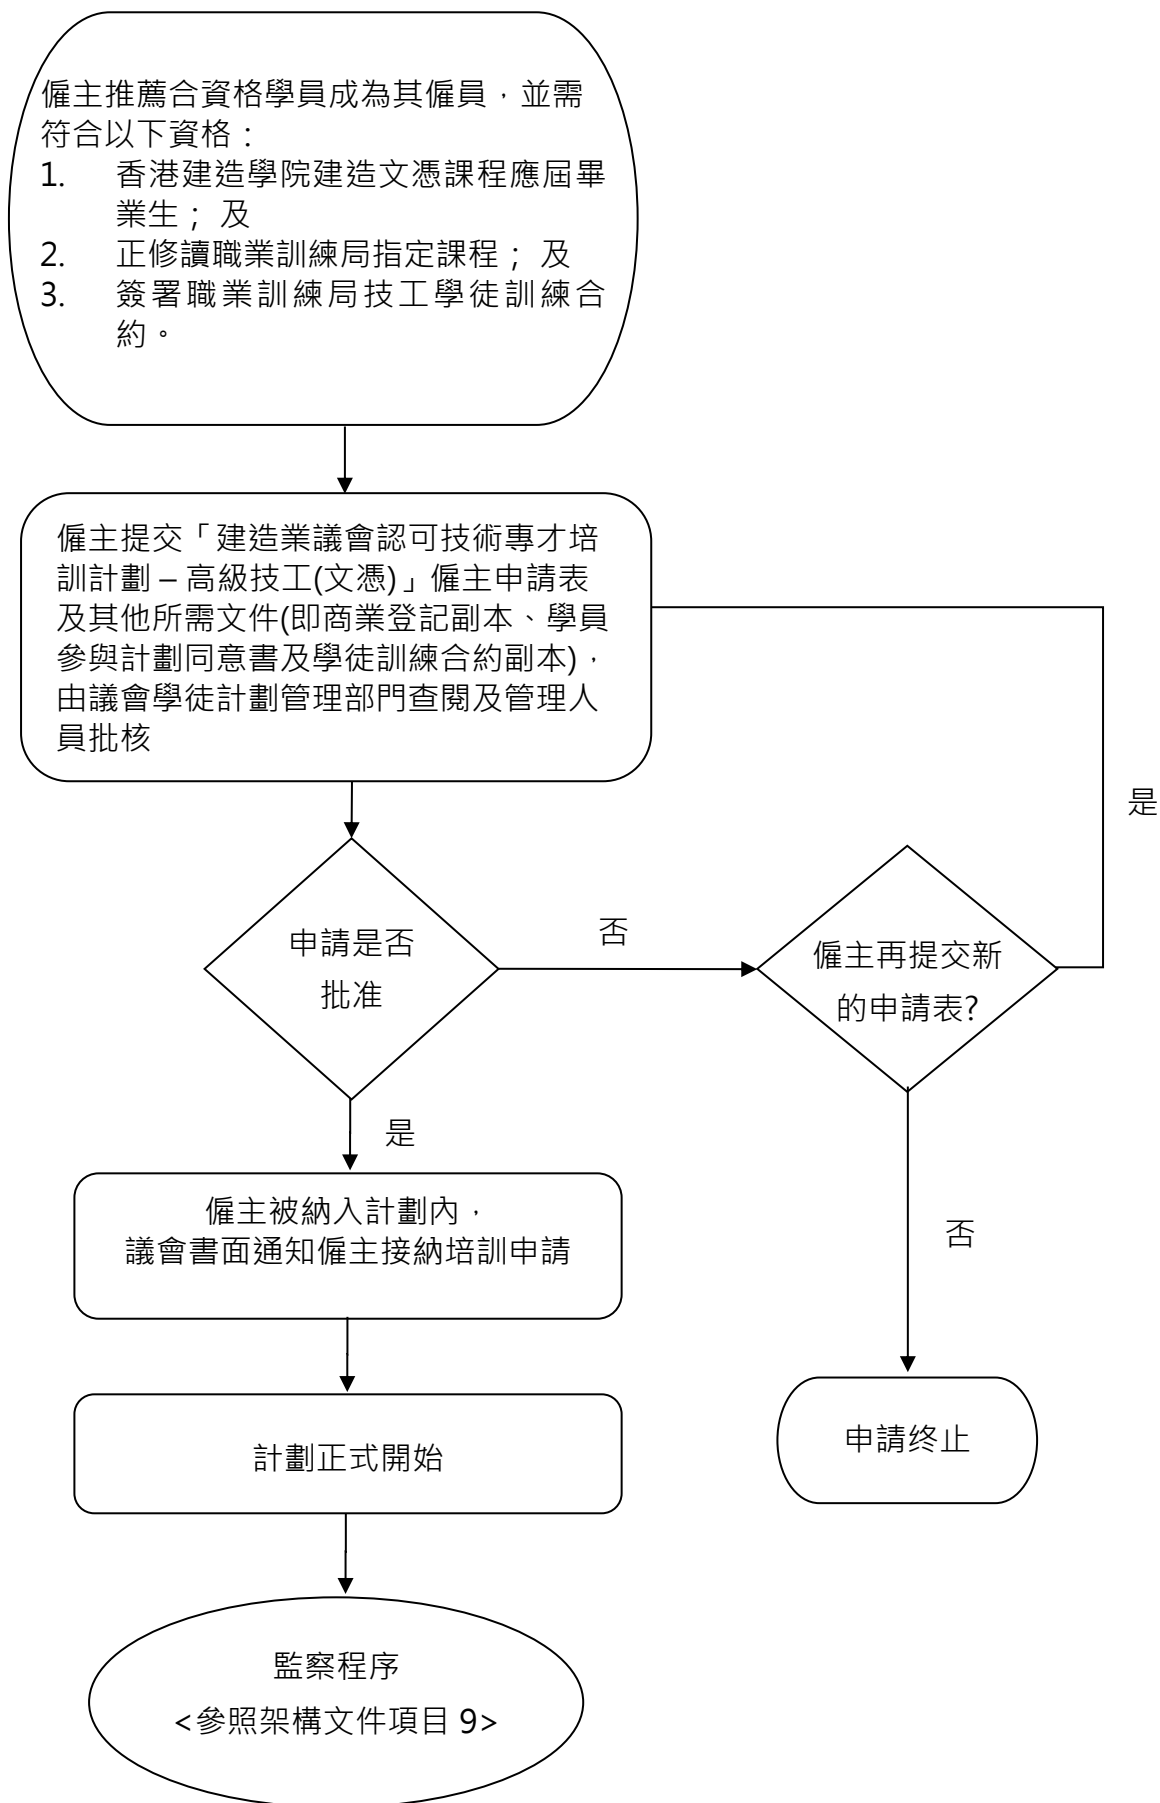 僱主推薦合資格學員成為其僱員，並需
符合以下資格：
1. 香港建造學院建造文憑課程應屆畢
業生； 及
2. 正修讀職業訓練局指定課程； 及
3. 簽署職業訓練局技工學徒訓練合
約。
僱主提交「建造業議會認可技術專才培
訓計劃 – 高級技工(文憑)」僱主申請表
及其他所需文件(即商業登記副本、學員
參與計劃同意書及學徒訓練合約副本)，
由議會學徒計劃管理部門查閱及管理人
員批核
是
申請是否
批准
否
僱主再提交新
的申請表?
是
僱主被納入計劃內，
議會書面通知僱主接納培訓申請
否
計劃正式開始
申請终止
監察程序
<參照架構文件項目 9>